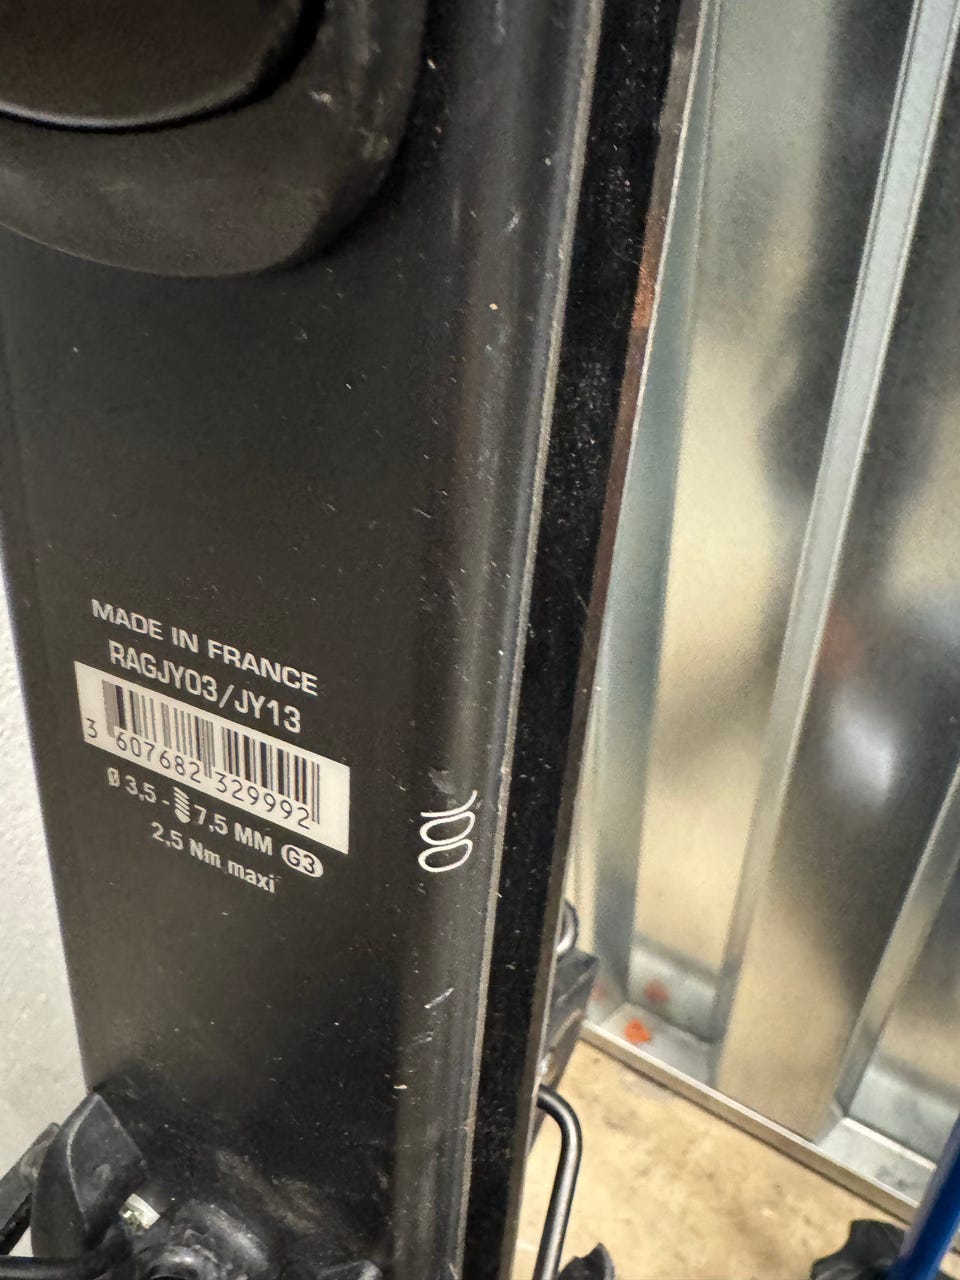 MADE IN FRANCE
RAGJY03/JY13
3 607682 329992
Ø 3,5 - 7,5 MM G3
2,5 Nm maxi